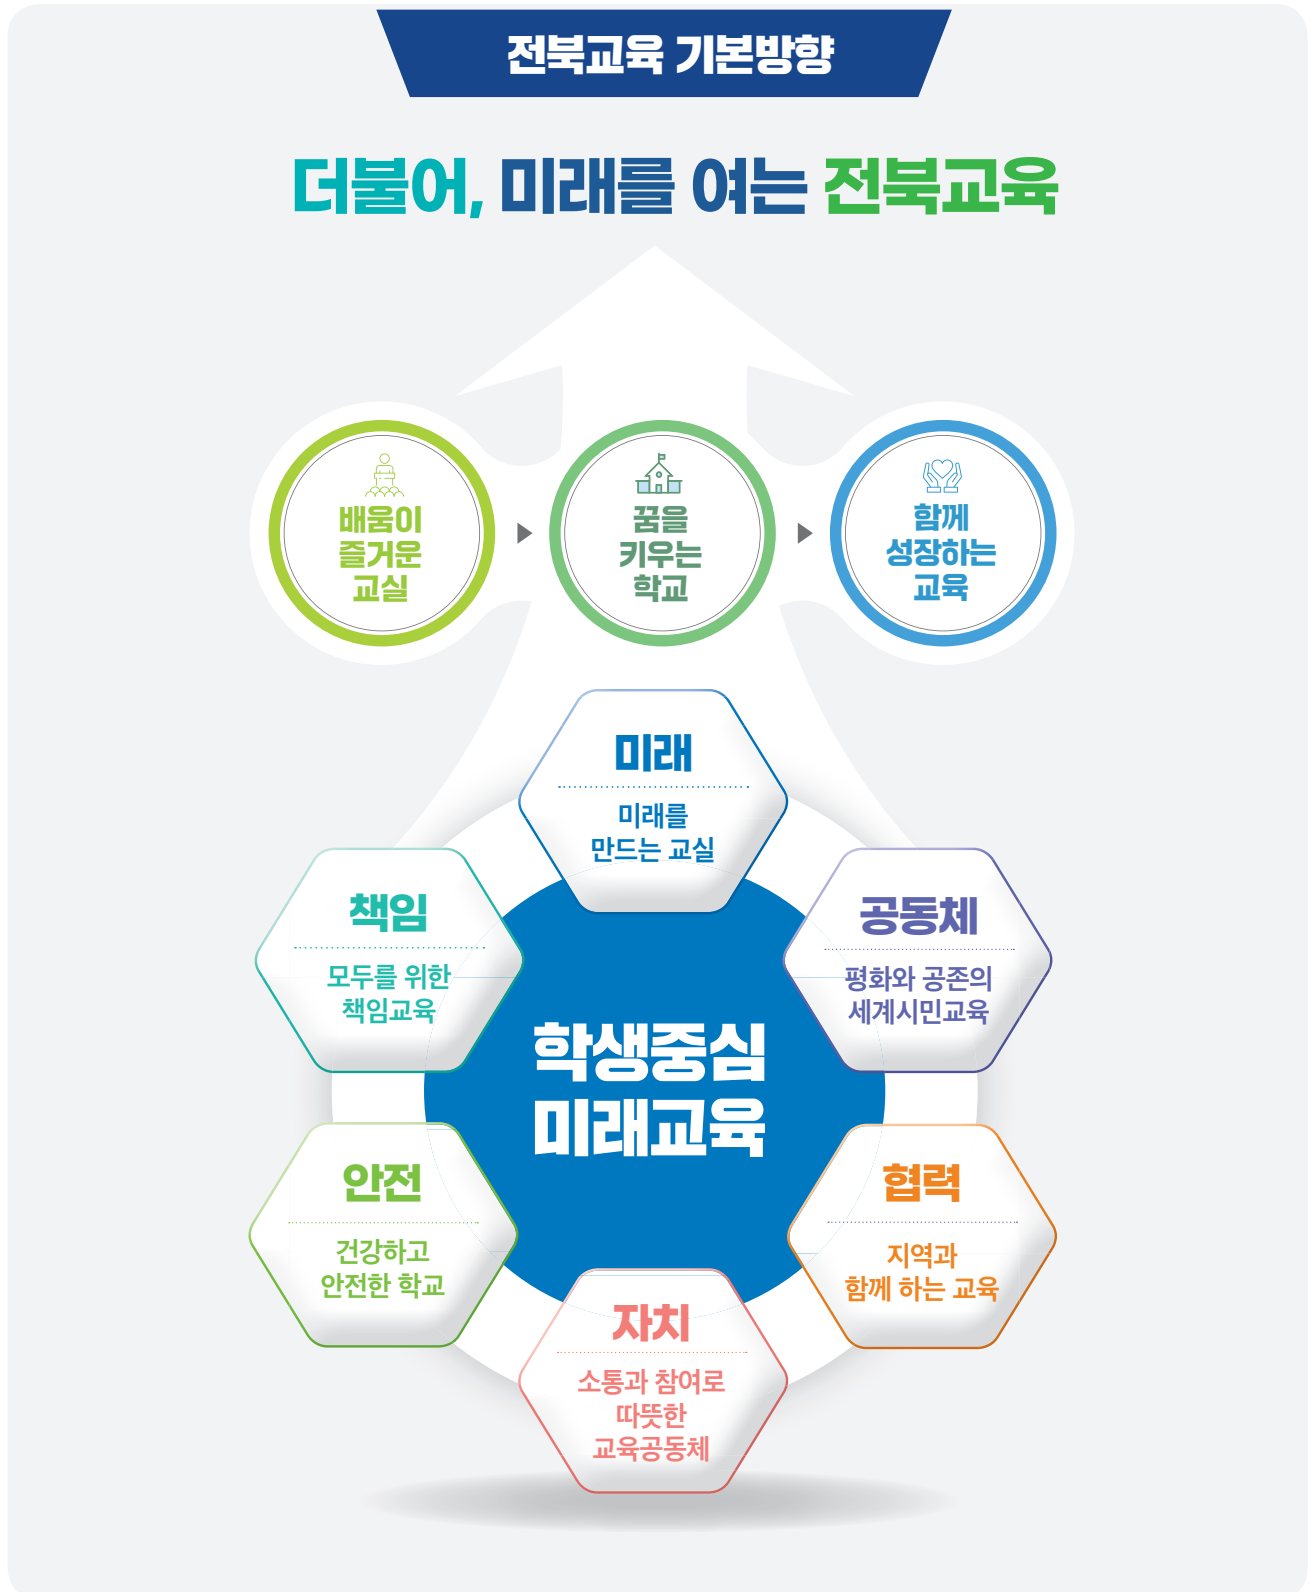 전북교육 기본방향
더불어, 미래를 여는 전북교육
배움이
즐거운
교실
꿈을
키우는
학교
함께
성장하는
교육
미래
미래를
만드는 교실
책임
모두를 위한
책임교육
공동체
평화와 공존의
세계시민교육
학생중심
미래교육
안전
건강하고
안전한 학교
협력
지역과
함께 하는 교육
자치
소통과 참여로
따뜻한
교육공동체